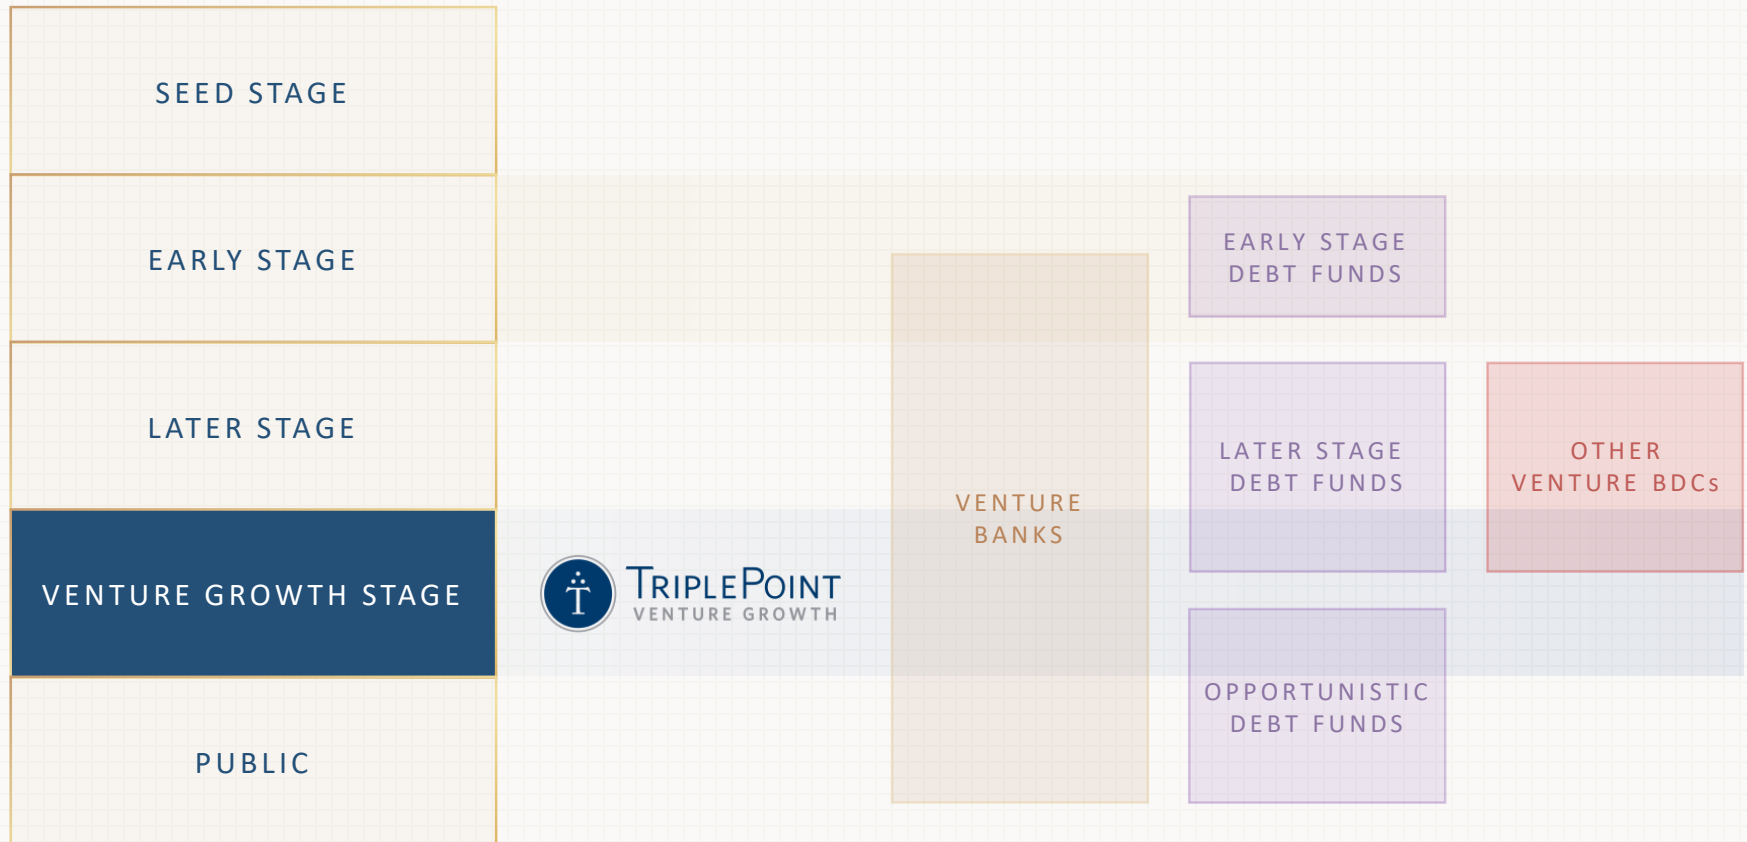 SEED STAGE
EARLY STAGE
LATER STAGE
VENTURE GROWTH STAGE
PUBLIC
TRIPLEPOINT
VENTURE GROWTH
VENTURE
BANKS
EARLY STAGE
DEBT FUNDS
LATER STAGE
DEBT FUNDS
OPPORTUNISTIC
DEBT FUNDS
OTHER
VENTURE BDCs